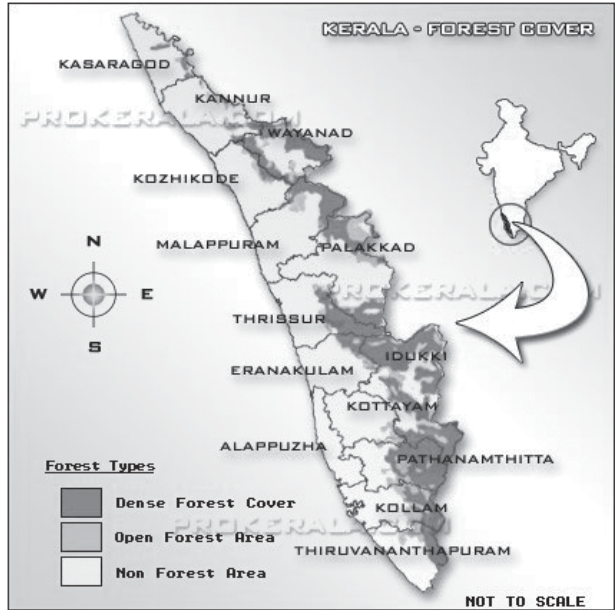 KERALA - FOREST COVER
KASARAGOD
KANNUR
PROKERALA.COM
WAYANAD
KOZHIKODE
MALAPPURAM
PALAKKAD
N
W E
S
PROKERALA.COM
THRISSUR
IDUKKI
ERANAKULAM
KOTTAYAM
ALAPPUZHA
PATHANAMTHITTA
Forest Types
Dense Forest Cover
KOLLAM
PROKERALA.COM
Open Forest Area
THIRUVANANTHAPURAM
Non Forest Area
NOT TO SCALE